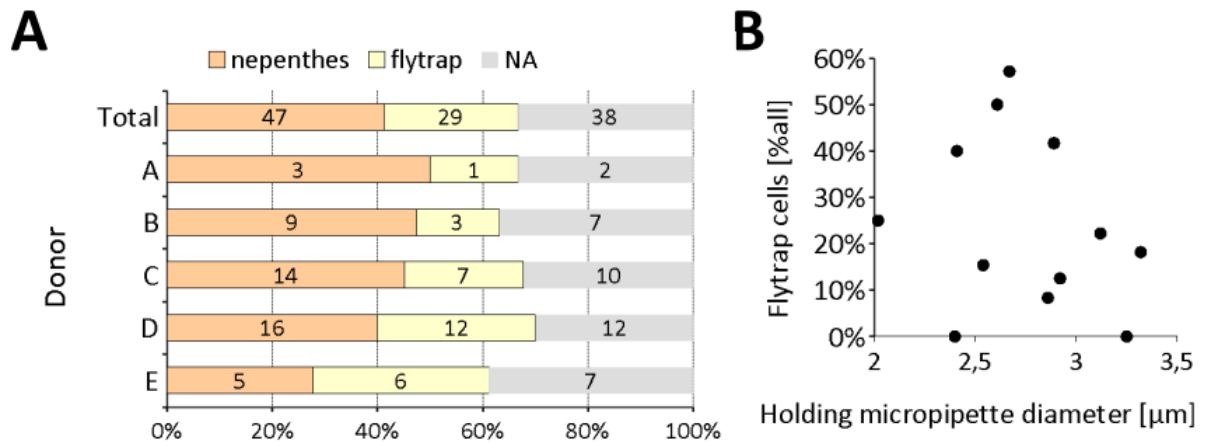 A
nepenthes flytrap NA
Total 47 29 38
A 3 1 2
B 9 3 7
C 14 7 10
D 16 12 12
E 5 6 7
Donor
0% 20% 40% 60% 80% 100%
B
60%
50%
40%
30%
20%
10%
0%
Flytrap cells [%all]
2 2,5 3 3,5
Holding micropipette diameter [µm]